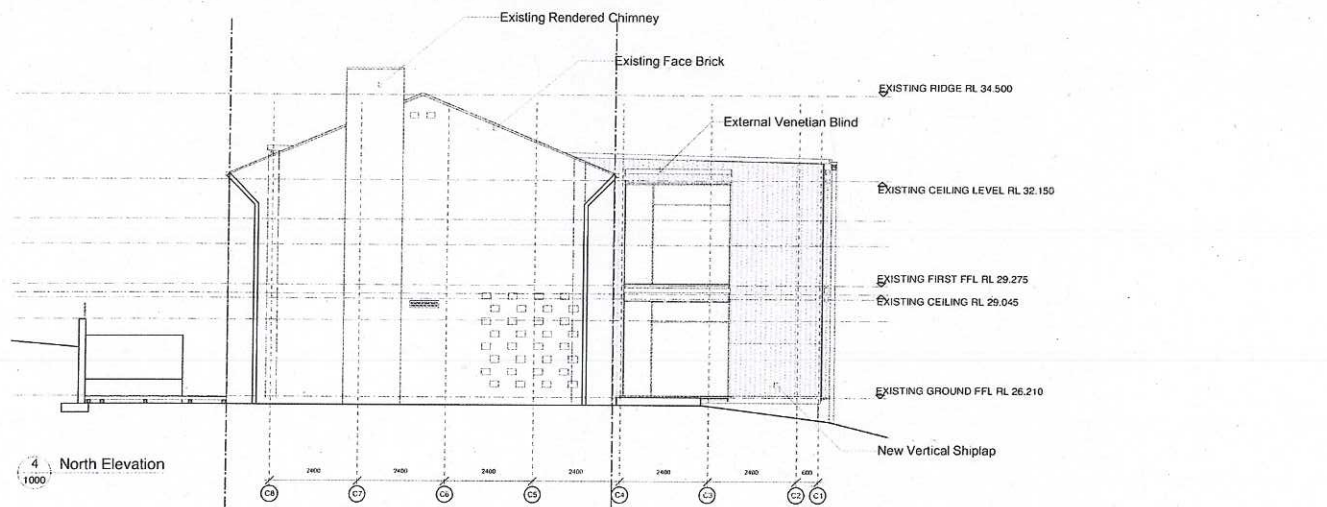 Existing Rendered Chimney
Existing Face Brick
EXISTING RIDGE RL 34.500
External Venetian Blind
EXISTING CEILING LEVEL RL 32.150
EXISTING FIRST FFL RL 29.275
EXISTING CEILING RL 29.045
EXISTING GROUND FFL RL 26.210
New Vertical Shiplap
4
1000
North Elevation
2400 2400 2400 2400 2400 2400 600
C8 C7 C6 C5 C4 C3 C2 C1